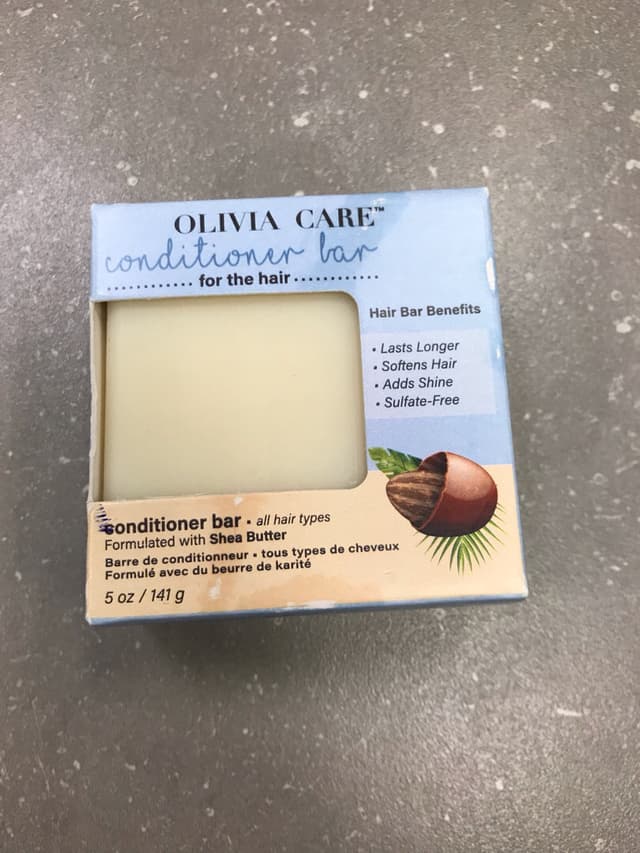 OLIVIA CARE™
conditioner bar
............ for the hair ............
Hair Bar Benefits
• Lasts Longer
• Softens Hair
• Adds Shine
• Sulfate-Free
conditioner bar • all hair types
Formulated with Shea Butter
Barre de conditionneur • tous types de cheveux
Formulé avec du beurre de karité
5 oz / 141 g